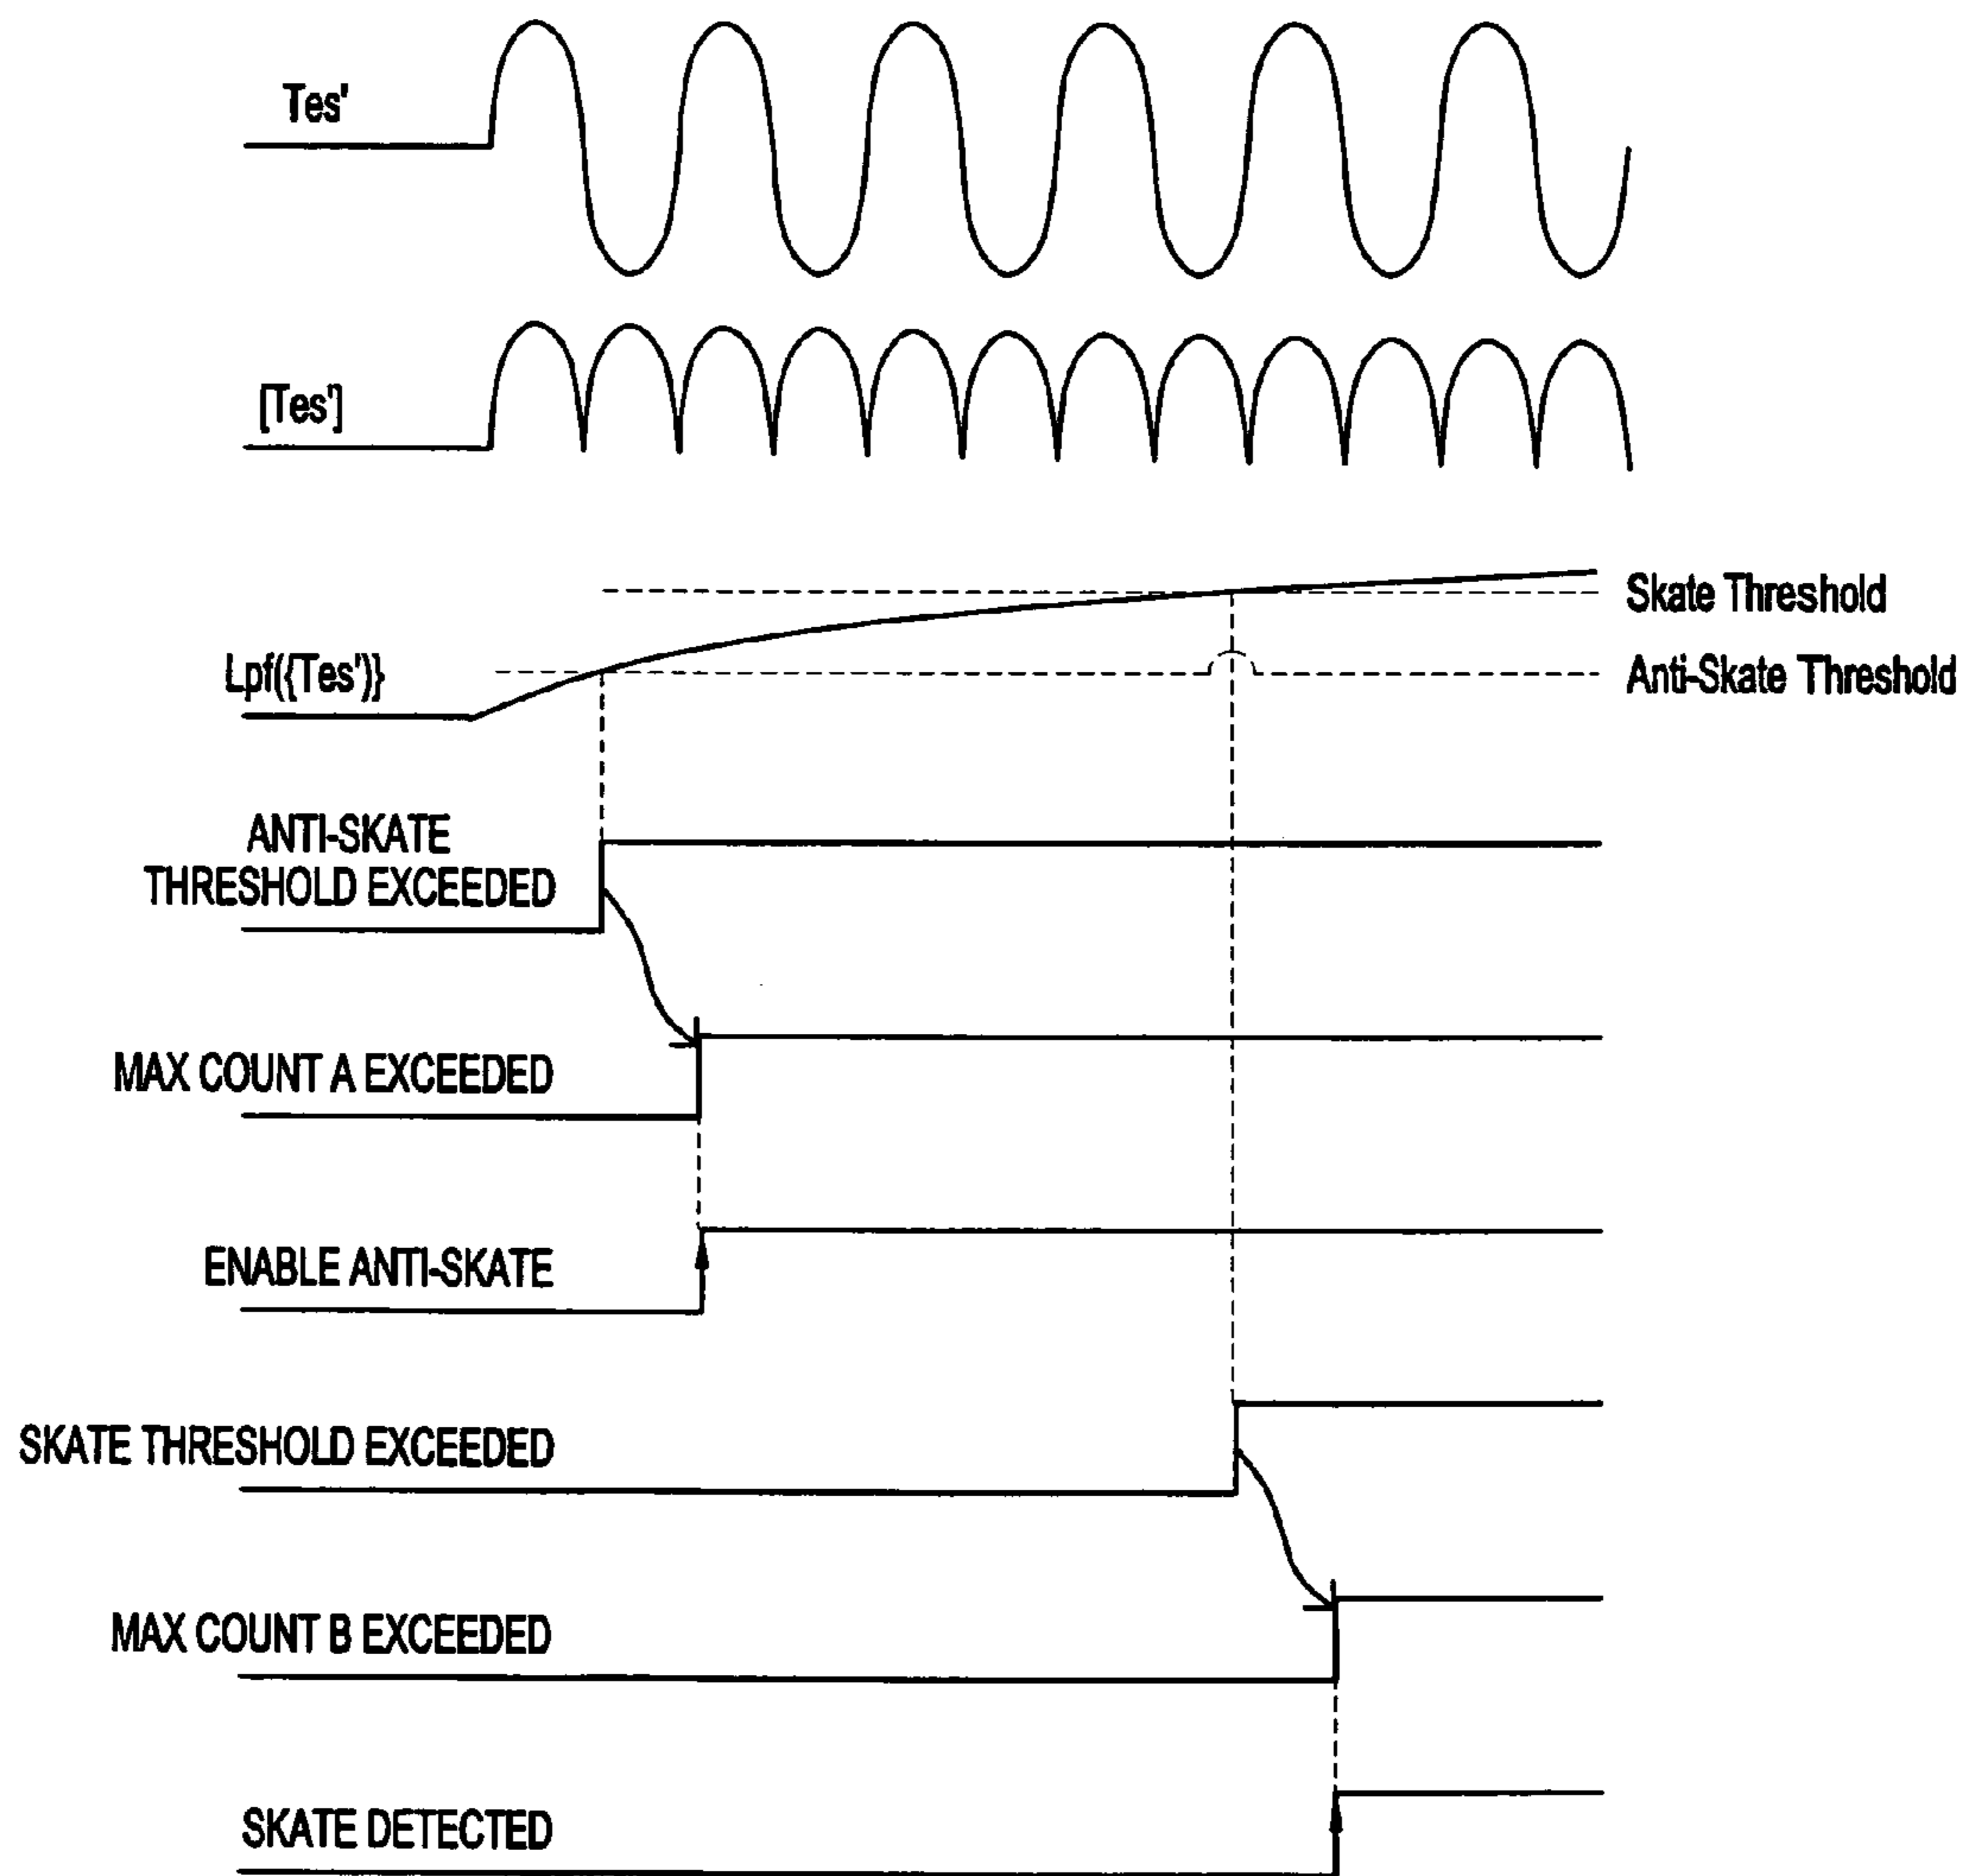 Tes'
[Tes']
Skate Threshold
Lpf({Tes')}
Anti-Skate Threshold
ANTI-SKATE
THRESHOLD EXCEEDED
MAX COUNT A EXCEEDED
ENABLE ANTI-SKATE
SKATE THRESHOLD EXCEEDED
MAX COUNT B EXCEEDED
SKATE DETECTED